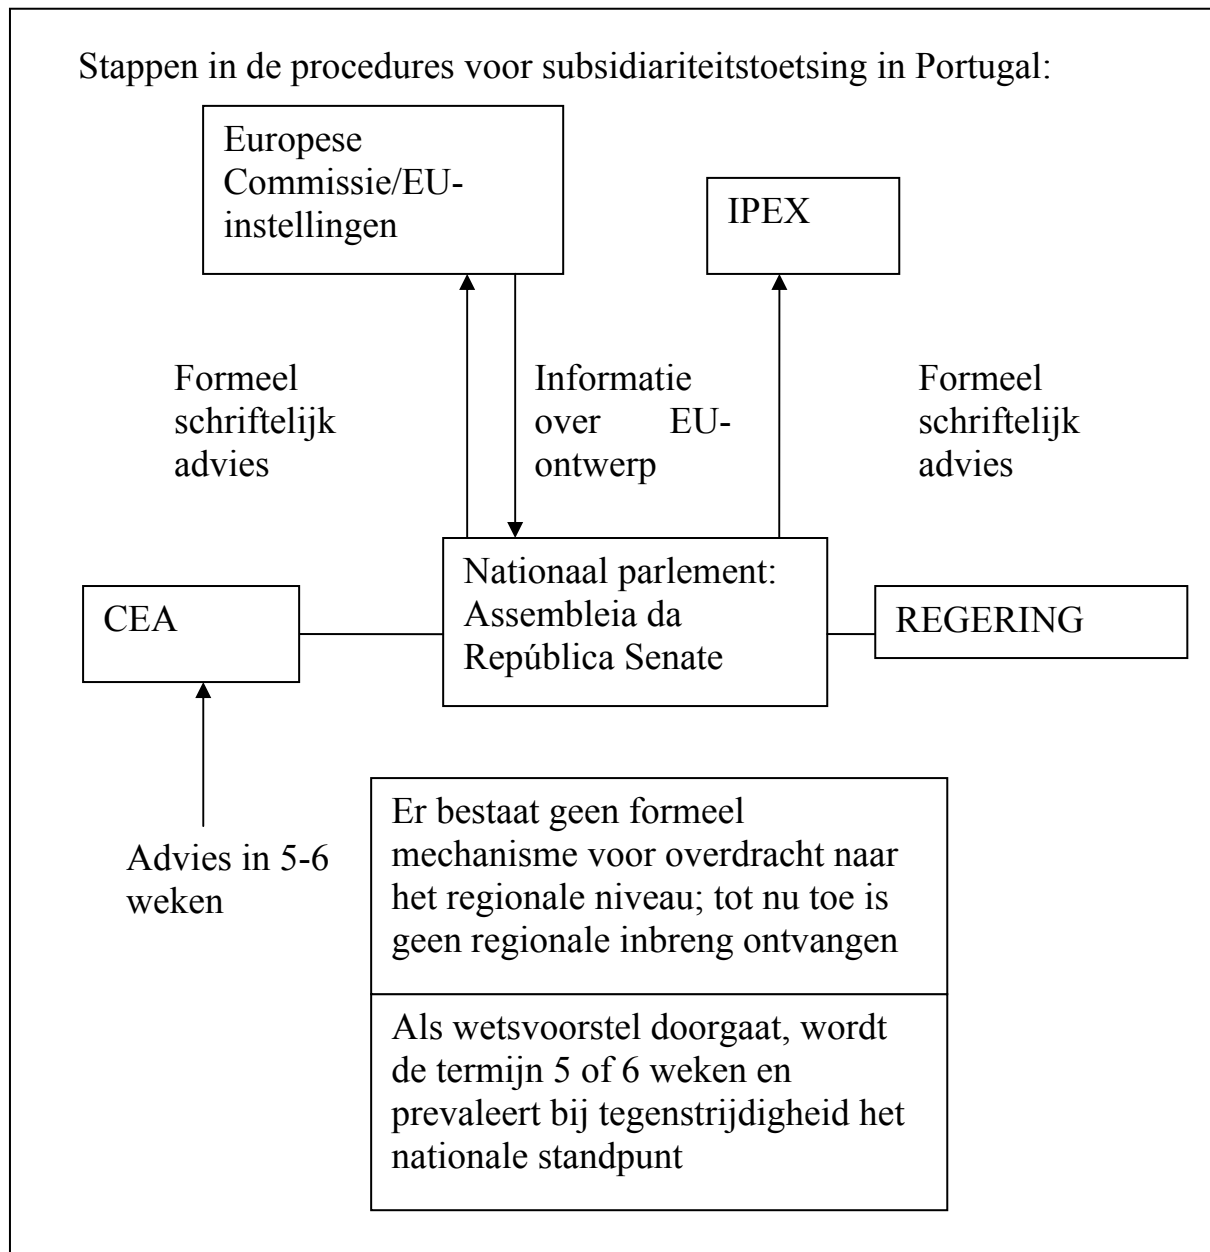 Stappen in de procedures voor subsidiariteitstoetsing in Portugal:
Europese
Commissie/EU-
instellingen
IPEX
Formeel
schriftelijk
advies
Informatie
over EU-
ontwerp
Formeel
schriftelijk
advies
CEA
Nationaal parlement:
Assembleia da
República Senate
REGERING
Advies in 5-6
weken
Er bestaat geen formeel
mechanisme voor overdracht naar
het regionale niveau; tot nu toe is
geen regionale inbreng ontvangen
Als wetsvoorstel doorgaat, wordt
de termijn 5 of 6 weken en
prevaleert bij tegenstrijdigheid het
nationale standpunt